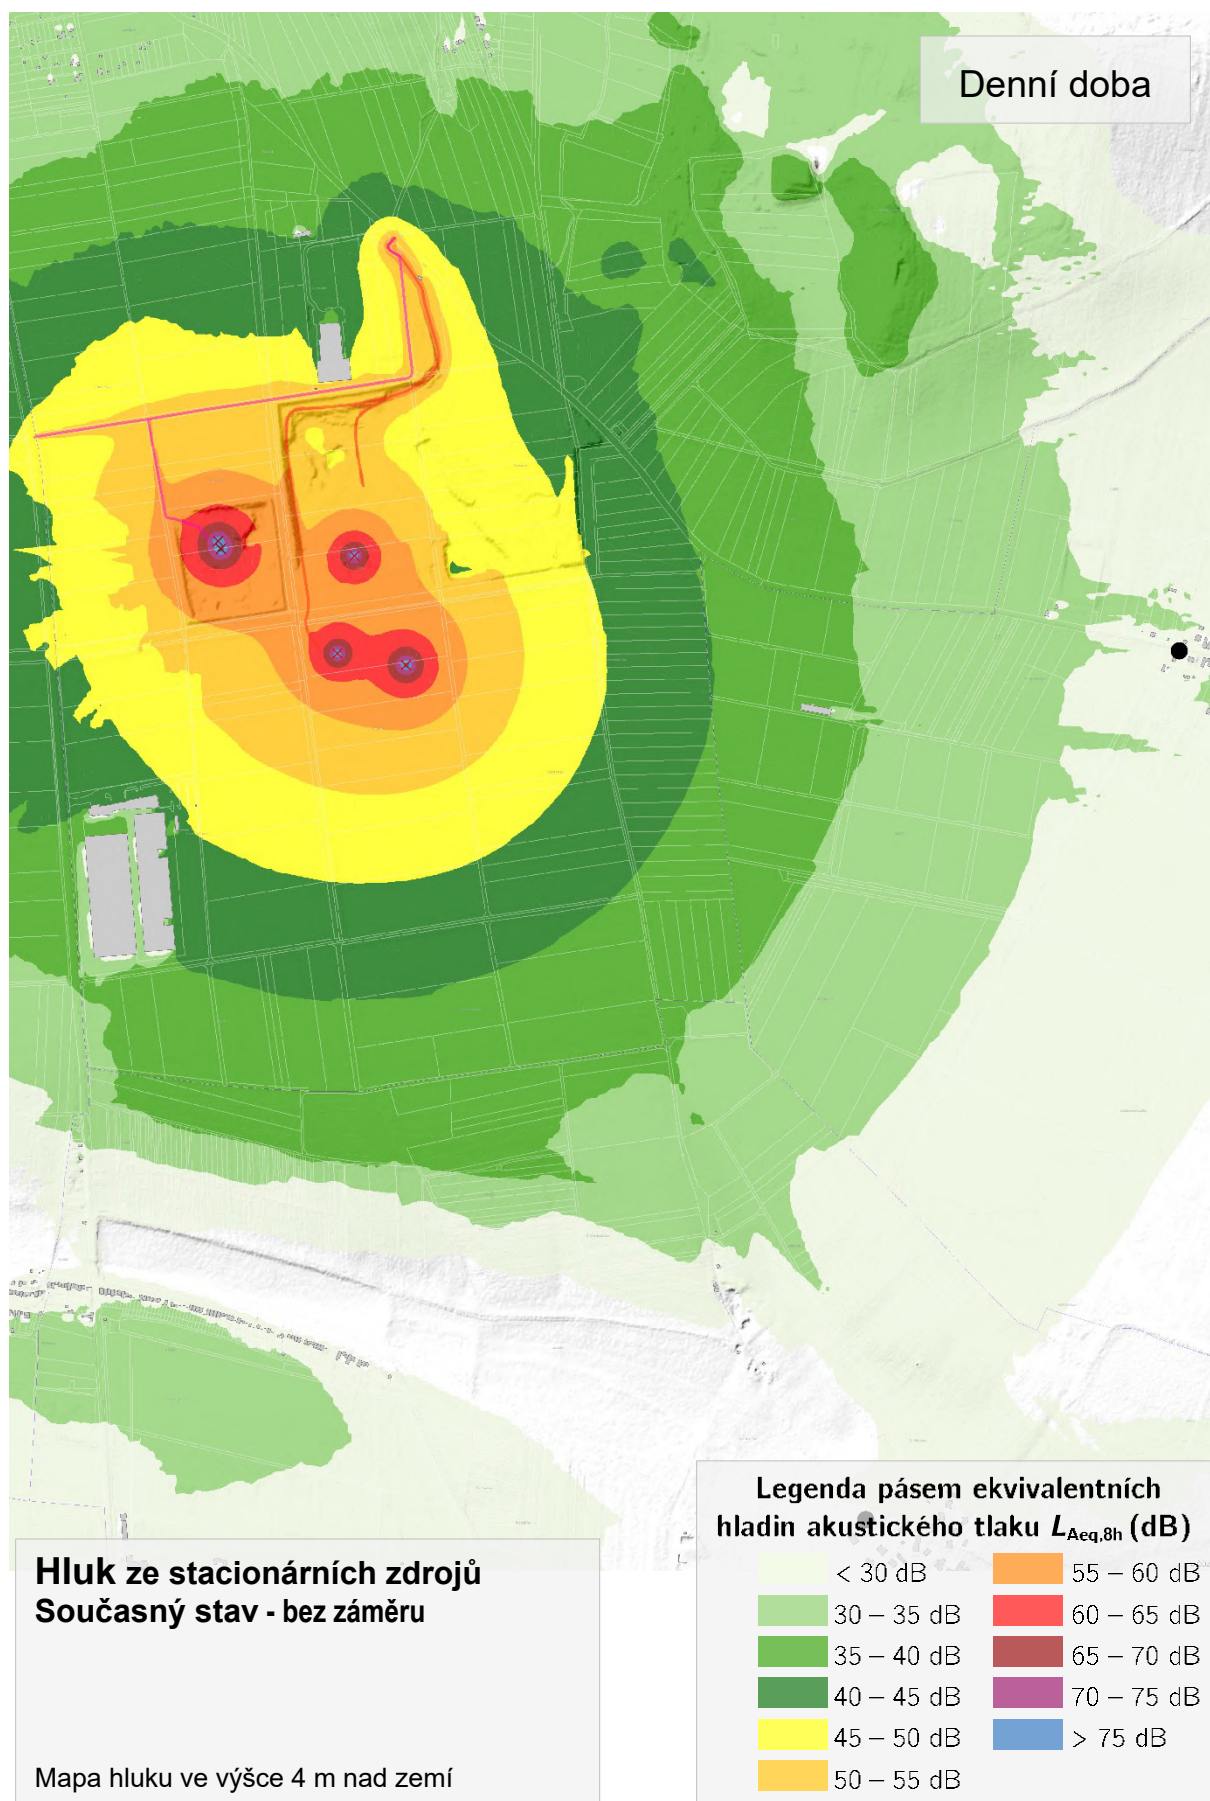 Denní doba
Legenda pásem ekvivalentních
hladin akustického tlaku LAeq,8h (dB)
< 30 dB
30 – 35 dB
35 – 40 dB
40 – 45 dB
45 – 50 dB
50 – 55 dB
55 – 60 dB
60 – 65 dB
65 – 70 dB
70 – 75 dB
> 75 dB
Hluk ze stacionárních zdrojů
Současný stav - bez záměru
Mapa hluku ve výšce 4 m nad zemí